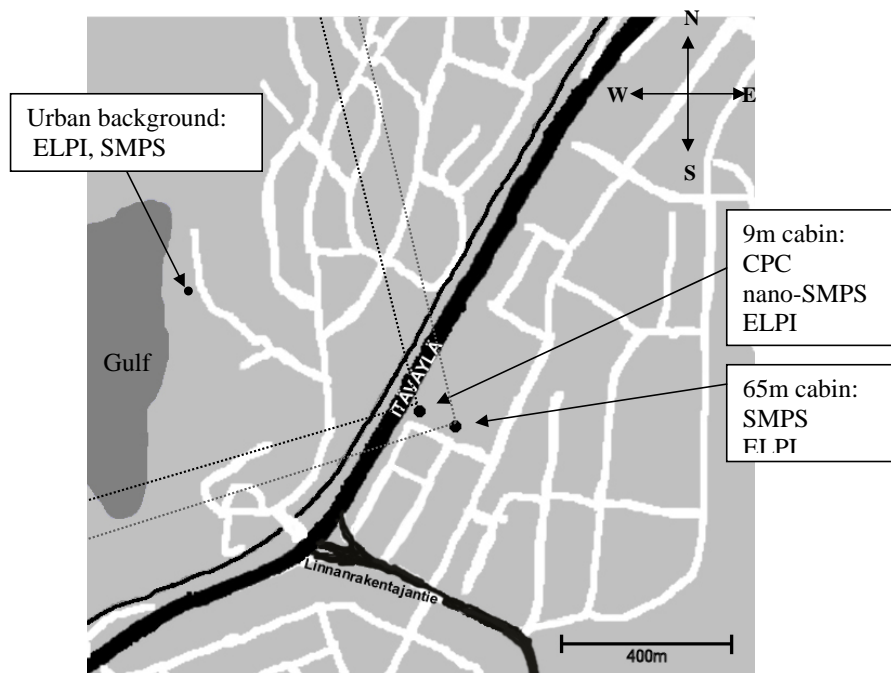 N
W
E
S
Urban background:
ELPI, SMPS
9m cabin:
CPC
nano-SMPS
ELPI
Gulf
ITÄVÄYLÄ
65m cabin:
SMPS
ELPI
Linnanrakentajantie
400m